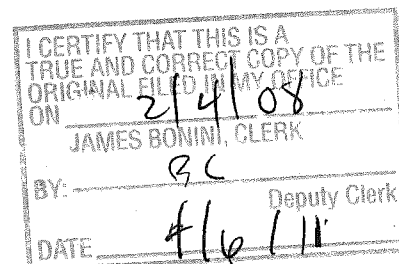 I CERTIFY THAT THIS IS A
TRUE AND CORRECT COPY OF THE
ORIGINAL FILED IN MY OFFICE
ON 2/4/08
JAMES BONINI, CLERK
BY:
Deputy Clerk
DATE 4/6/11